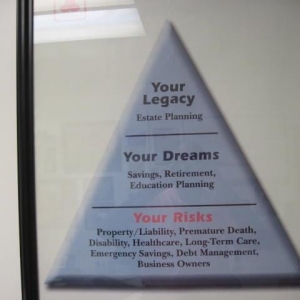 Your
Legacy
Estate Planning
Your Dreams
Savings, Retirement,
Education Planning
Your Risks
Property/Liability, Premature Death,
Disability, Healthcare, Long-Term Care,
Emergency Savings, Debt Management,
Business Owners